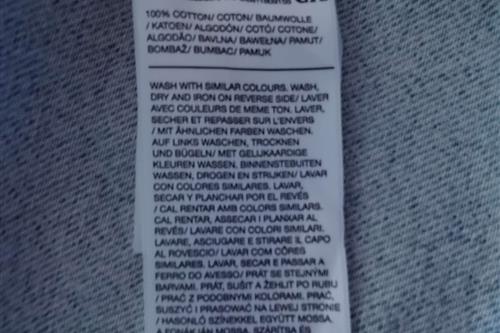 100% COTTON/ COTON/ BAUMWOLLE
/ KATOEN/ ALGODÓN/ COTÓ/ COTONE/
ALGODÃO/ BAVLNA/ BAWEŁNA/ PAMUT/
BOMBAŽ/ BUMBAC/ PAMUK
WASH WITH SIMILAR COLOURS. WASH,
DRY AND IRON ON REVERSE SIDE/ LAVER
AVEC COULEURS DE MEME TON. LAVER,
SECHER ET REPASSER SUR L'ENVERS
/ MIT ÄHNLICHEN FARBEN WASCHEN.
AUF LINKS WASCHEN, TROCKNEN
UND BÜGELN/ MET GELIJKAARDIGE
KLEUREN WASSEN. BINNENSTEBUITEN
WASSEN, DROGEN EN STRIJKEN/ LAVAR
CON COLORES SIMILARES. LAVAR,
SECAR Y PLANCHAR POR EL REVÉS
/ CAL RENTAR AMB COLORS SIMILARS.
CAL RENTAR, ASSECAR I PLANXAR AL
REVÉS/ LAVARE CON COLORI SIMILARI.
LAVARE, ASCIUGARE E STIRARE IL CAPO
AL ROVESCIO/ LAVAR COM CÔRES
SIMILARES. LAVAR, SECAR E PASSAR A
FERRO DO AVESSO/ PRÁT SE STEJNÝMI
BARVAMI. PRÁT, SUŠIT A ŽEHLIT PO RUBU
/ PRAĆ Z PODOBNYMI KOLORAMI. PRAĆ,
SUSZYĆ I PRASOWAĆ NA LEWEJ STRONIE
/ HASONLÓ SZÍNEKKEL EGYÜTT MOSSA.
A RUHÁKAT MOSSA, SZÁRÍTSA ÉS